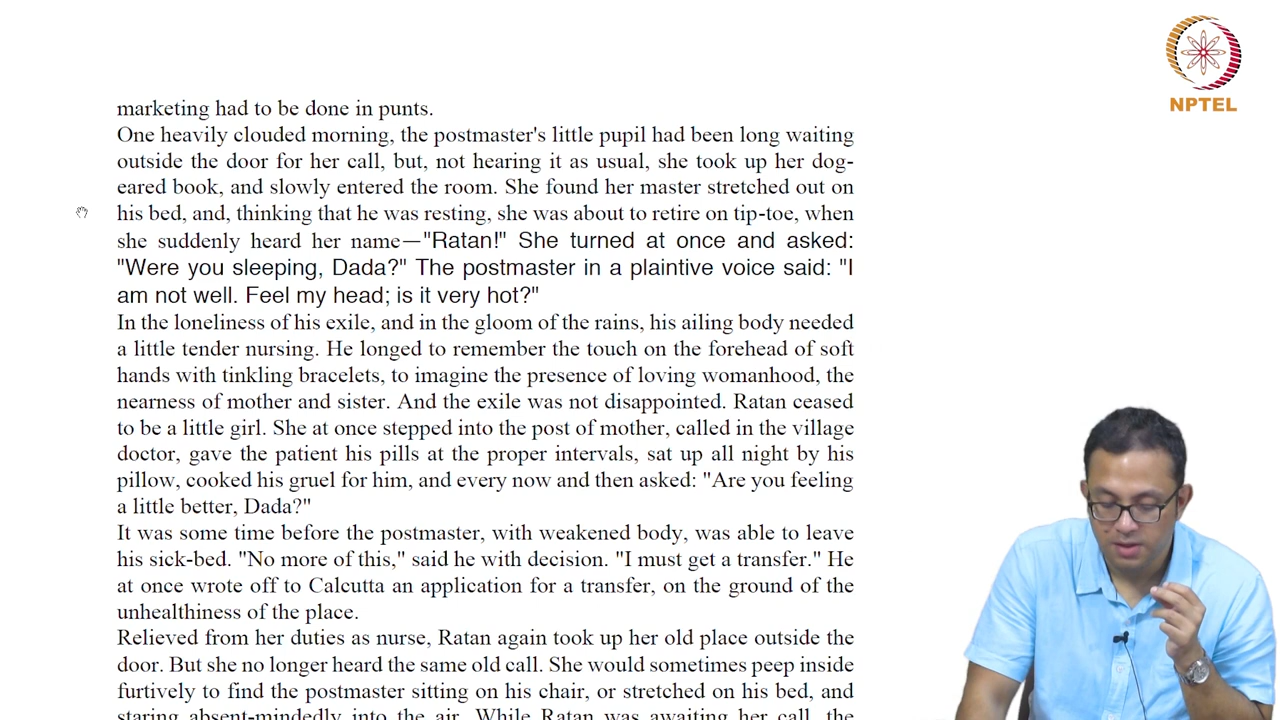 NPTEL
marketing had to be done in punts.
One heavily clouded morning, the postmaster's little pupil had been long waiting
outside the door for her call, but, not hearing it as usual, she took up her dog-
eared book, and slowly entered the room. She found her master stretched out on
his bed, and, thinking that he was resting, she was about to retire on tip-toe, when
she suddenly heard her name—"Ratan!" She turned at once and asked:
"Were you sleeping, Dada?" The postmaster in a plaintive voice said: "I
am not well. Feel my head; is it very hot?"
In the loneliness of his exile, and in the gloom of the rains, his ailing body needed
a little tender nursing. He longed to remember the touch on the forehead of soft
hands with tinkling bracelets, to imagine the presence of loving womanhood, the
nearness of mother and sister. And the exile was not disappointed. Ratan ceased
to be a little girl. She at once stepped into the post of mother, called in the village
doctor, gave the patient his pills at the proper intervals, sat up all night by his
pillow, cooked his gruel for him, and every now and then asked: "Are you feeling
a little better, Dada?"
It was some time before the postmaster, with weakened body, was able to leave
his sick-bed. "No more of this," said he with decision. "I must get a transfer." He
at once wrote off to Calcutta an application for a transfer, on the ground of the
unhealthiness of the place.
Relieved from her duties as nurse, Ratan again took up her old place outside the
door. But she no longer heard the same old call. She would sometimes peep inside
furtively to find the postmaster sitting on his chair, or stretched on his bed, and
staring absent-mindedly into the air. While Ratan was awaiting her call, the